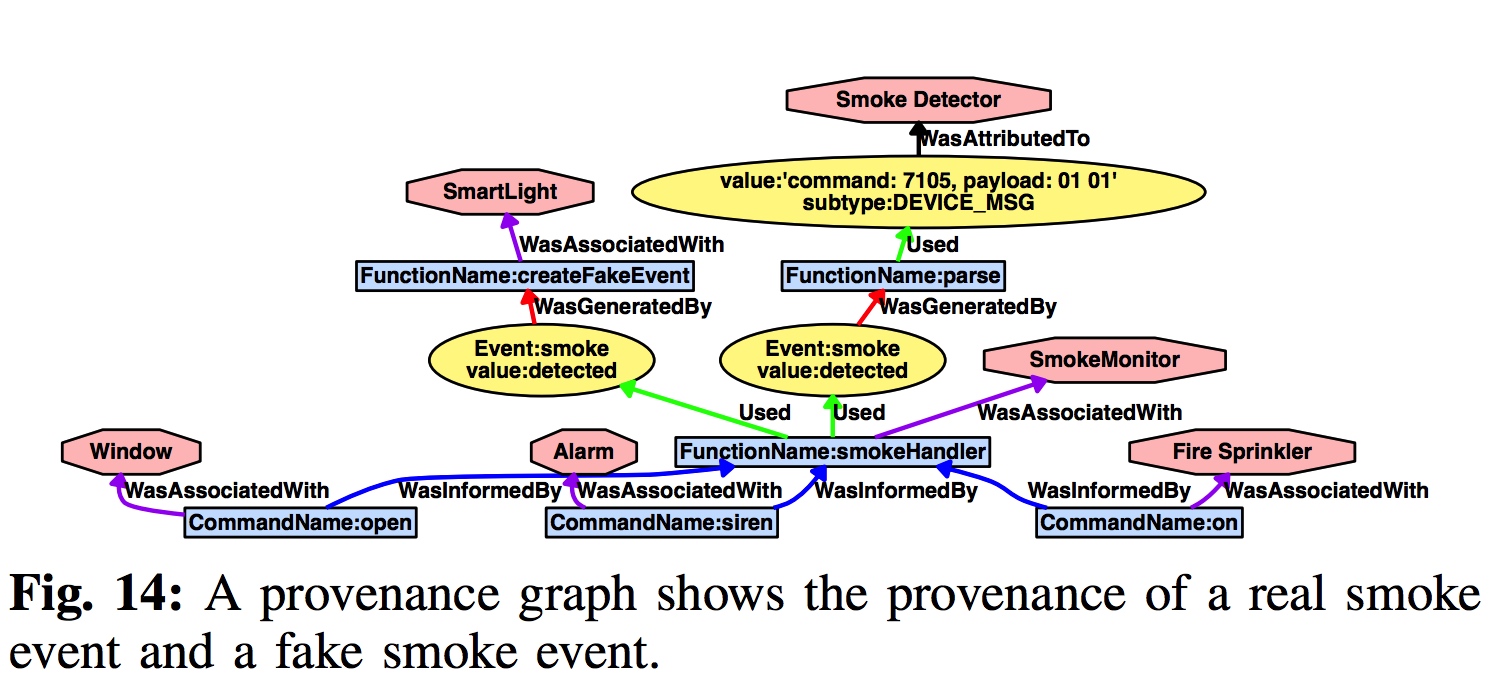 Smoke Detector
WasAttributedTo
value:'command: 7105, payload: 01 01'
subtype:DEVICE_MSG
SmartLight
WasAssociatedWith
Used
FunctionName:createFakeEvent
FunctionName:parse
WasGeneratedBy
WasGeneratedBy
Event:smoke
value:detected
Event:smoke
value:detected
SmokeMonitor
Used
Used
WasAssociatedWith
Window
Alarm
FunctionName:smokeHandler
Fire Sprinkler
WasAssociatedWith
WasInformedBy
WasAssociatedWith
WasInformedBy
WasInformedBy
WasAssociatedWith
CommandName:open
CommandName:siren
CommandName:on
Fig. 14: A provenance graph shows the provenance of a real smoke
event and a fake smoke event.